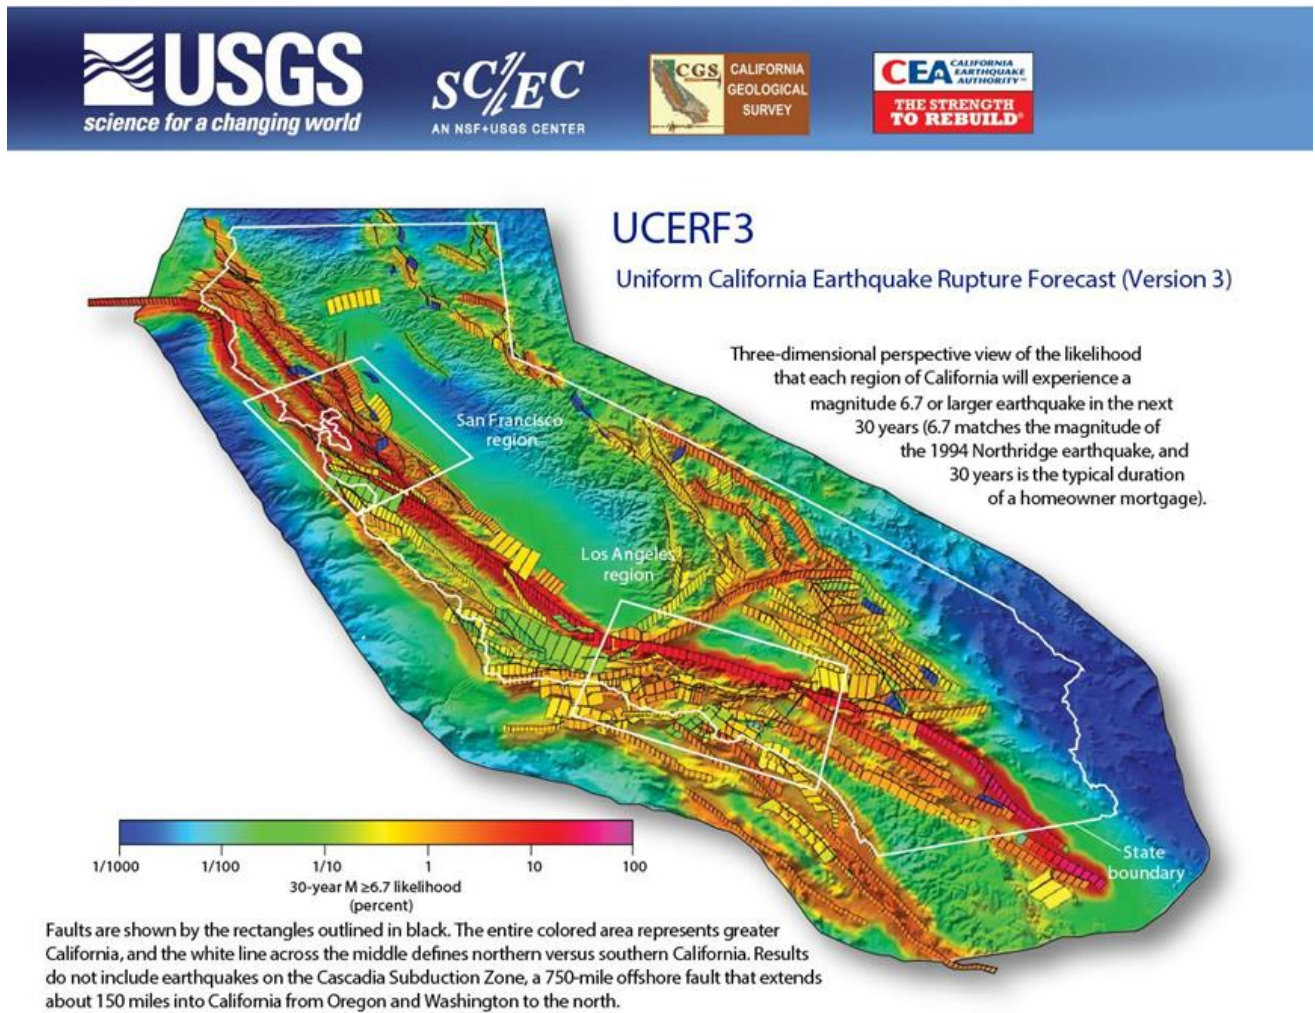 USGS
science for a changing world
SC/EC
AN NSF+USGS CENTER
CGS
CALIFORNIA
GEOLOGICAL
SURVEY
CEA
CALIFORNIA
EARTHQUAKE
AUTHORITY™
THE STRENGTH
TO REBUILD®
UCERF3
Uniform California Earthquake Rupture Forecast (Version 3)
Three-dimensional perspective view of the likelihood
that each region of California will experience a
magnitude 6.7 or larger earthquake in the next
30 years (6.7 matches the magnitude of
the 1994 Northridge earthquake, and
30 years is the typical duration
of a homeowner mortgage).
San Francisco
region
Los Angeles
region
State
boundary
1/1000 1/100 1/10 1 10 100
30-year M ≥6.7 likelihood
(percent)
Faults are shown by the rectangles outlined in black. The entire colored area represents greater
California, and the white line across the middle defines northern versus southern California. Results
do not include earthquakes on the Cascadia Subduction Zone, a 750-mile offshore fault that extends
about 150 miles into California from Oregon and Washington to the north.